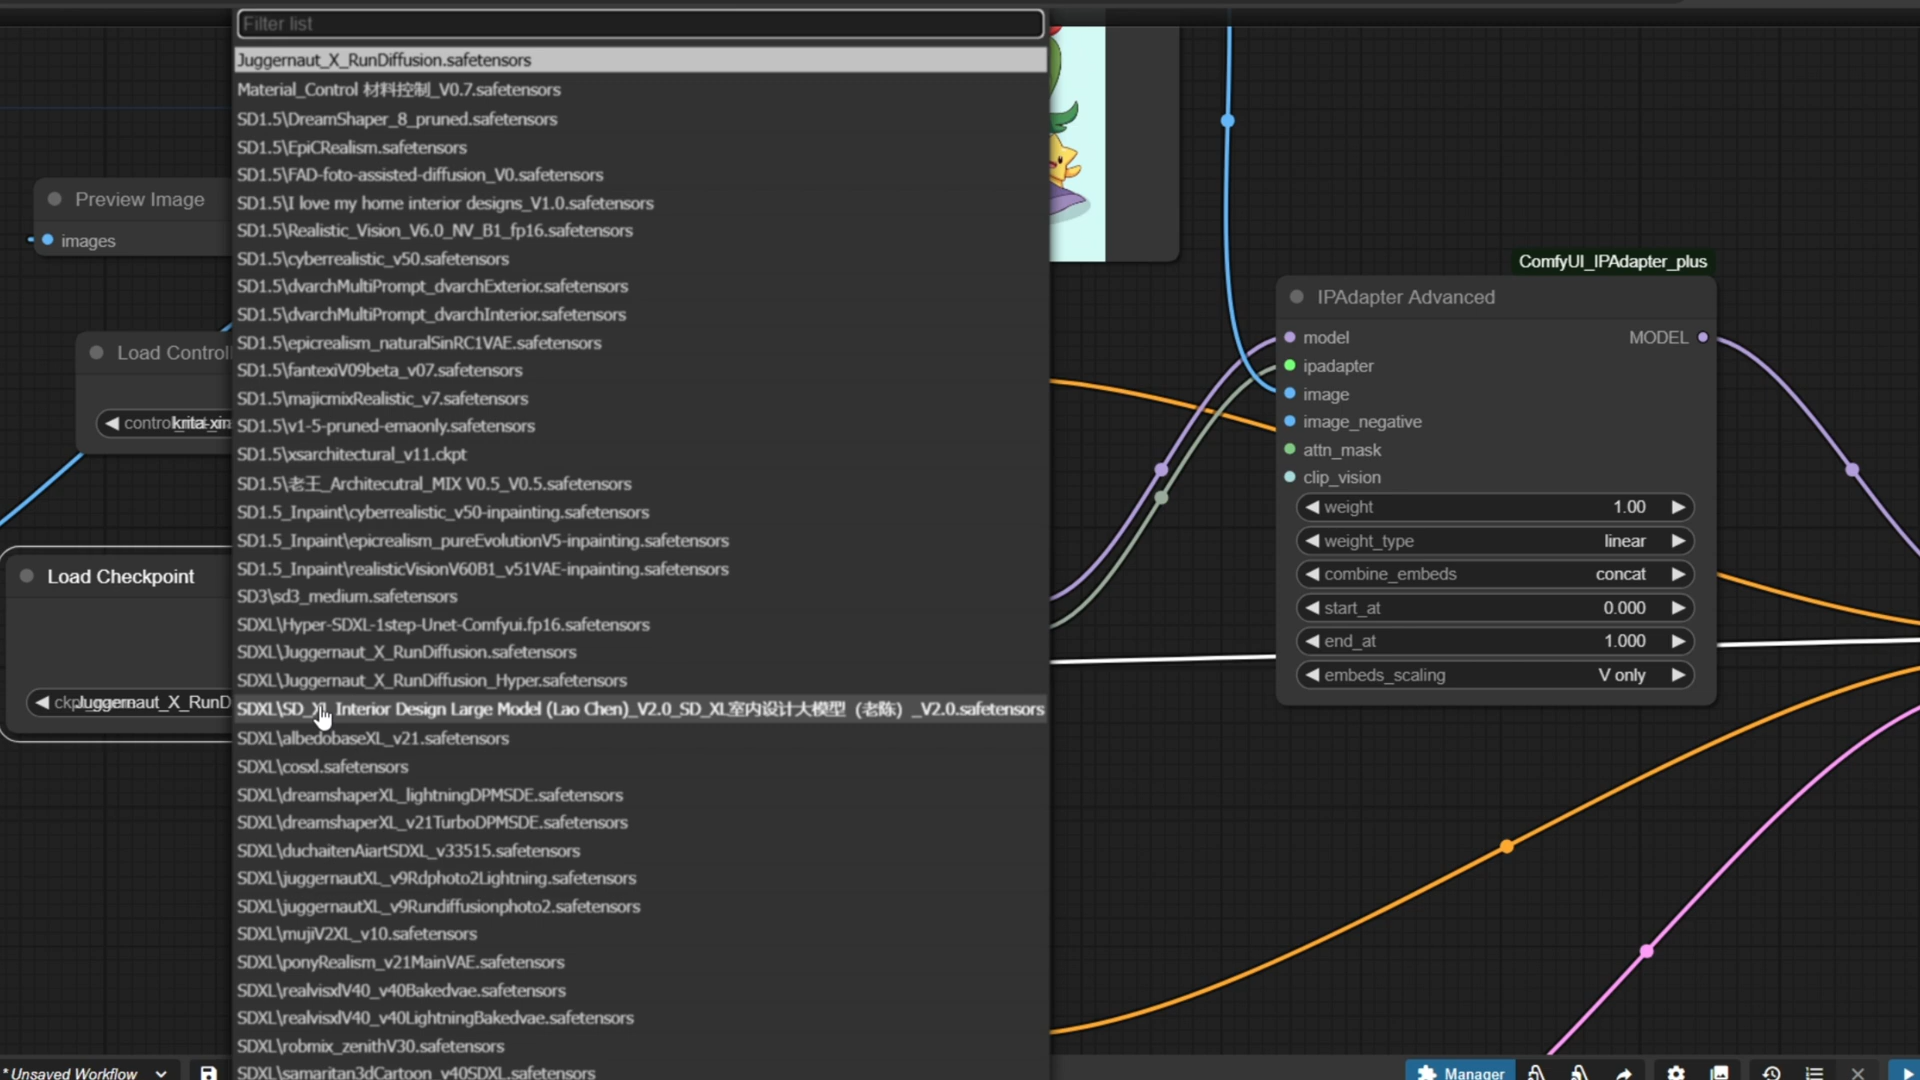 Filter list
Juggernaut_X_RunDiffusion.safetensors
Material_Control 材料控制_V0.7.safetensors
SD1.5\DreamShaper_8_pruned.safetensors
SD1.5\EpiCRealism.safetensors
SD1.5\FAD-foto-assisted-diffusion_V0.safetensors
SD1.5\I love my home interior designs_V1.0.safetensors
SD1.5\Realistic_Vision_V6.0_NV_B1_fp16.safetensors
SD1.5\cyberrealistic_v50.safetensors
SD1.5\dvarchMultiPrompt_dvarchExterior.safetensors
SD1.5\dvarchMultiPrompt_dvarchInterior.safetensors
SD1.5\epicrealism_naturalSinRC1VAE.safetensors
SD1.5\fantexiV09beta_v07.safetensors
SD1.5\majicmixRealistic_v7.safetensors
SD1.5\v1-5-pruned-emaonly.safetensors
SD1.5\xsarchitectural_v11.ckpt
SD1.5\老王_Architecutral_MIX V0.5_V0.5.safetensors
SD1.5_Inpaint\cyberrealistic_v50-inpainting.safetensors
SD1.5_Inpaint\epicrealism_pureEvolutionV5-inpainting.safetensors
SD1.5_Inpaint\realisticVisionV60B1_v51VAE-inpainting.safetensors
SD3\sd3_medium.safetensors
SDXL\Hyper-SDXL-1step-Unet-Comfyui.fp16.safetensors
SDXL\Juggernaut_X_RunDiffusion.safetensors
SDXL\Juggernaut_X_RunDiffusion_Hyper.safetensors
SDXL\SD_XL Interior Design Large Model (Lao Chen)_V2.0_SD_XL室内设计大模型（老陈）_V2.0.safetensors
SDXL\albedobaseXL_v21.safetensors
SDXL\cosxl.safetensors
SDXL\dreamshaperXL_lightningDPMSDE.safetensors
SDXL\dreamshaperXL_v21TurboDPMSDE.safetensors
SDXL\duchaitenAiartSDXL_v33515.safetensors
SDXL\juggernautXL_v9Rdphoto2Lightning.safetensors
SDXL\juggernautXL_v9Rundiffusionphoto2.safetensors
SDXL\mujiV2XL_v10.safetensors
SDXL\ponyRealism_v21MainVAE.safetensors
SDXL\realvisxlV40_v40Bakedvae.safetensors
SDXL\realvisxlV40_v40LightningBakedvae.safetensors
SDXL\robmix_zenithV30.safetensors
SDXL\samaritan3dCartoon_v40SDXL.safetensors
Preview Image
images
Load Control
krita-xin
Load Checkpoint
Juggernaut_X_RunD
ComfyUI_IPAdapter_plus
IPAdapter Advanced
model MODEL
ipadapter
image
image_negative
attn_mask
clip_vision
weight 1.00
weight_type linear
combine_embeds concat
start_at 0.000
end_at 1.000
embeds_scaling V only
*Unsaved Workflow
Manager